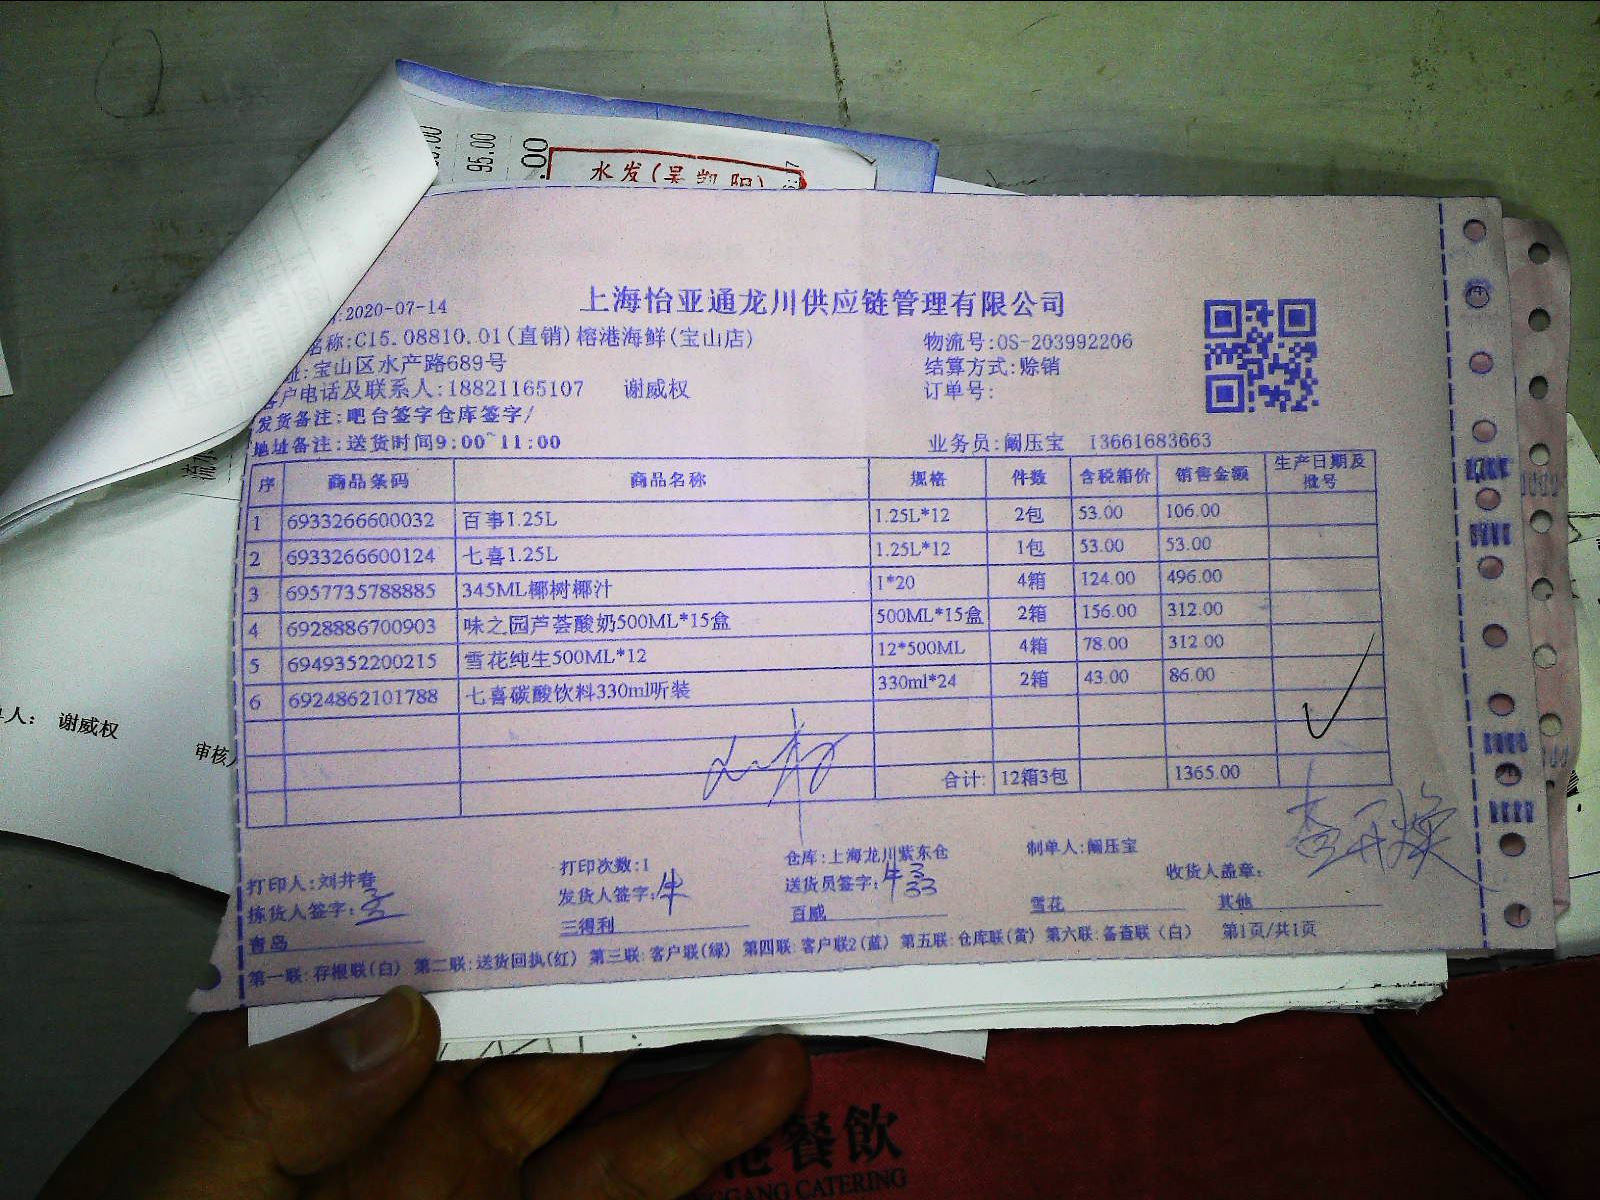 95.00
.00
水发(吴凯阳)
上海怡亚通龙川供应链管理有限公司
:2020-07-14
名称:C15.08810.01(直销)榕港海鲜(宝山店)
物流号:OS-203992206
址:宝山区水产路689号
结算方式:赊销
客户电话及联系人:18821165107 谢威权
订单号:
发货备注:吧台签字仓库签字/
地址备注:送货时间9:00~11:00
业务员:阚压宝 13661683663
序 商品条码 商品名称 规格 件数 含税箱价 销售金额 生产日期及批号
1 6933266600032 百事1.25L 1.25L*12 2包 53.00 106.00
2 6933266600124 七喜1.25L 1.25L*12 1包 53.00 53.00
3 6957735788885 345ML椰树椰汁 1*20 4箱 124.00 496.00
4 6928886700903 味之园芦荟酸奶500ML*15盒 500ML*15盒 2箱 156.00 312.00
5 6949352200215 雪花纯生500ML*12 12*500ML 4箱 78.00 312.00
6 6924862101788 七喜碳酸饮料330ml听装 330ml*24 2箱 43.00 86.00
合计: 12箱3包 1365.00
打印人:刘井春 打印次数:1 仓库:上海龙川紫东仓 制单人:阚压宝
拣货人签字: 发货人签字:牛 送货员签字: 收货人盖章:
青岛 三得利 百威 雪花 其他
第一联:存根联(白) 第二联:送货回执(红) 第三联:客户联(绿) 第四联:客户联2(蓝) 第五联:仓库联(黄) 第六联:备查联(白) 第1页/共1页
人: 谢威权
审核人
港餐飲
GGANG CATERING